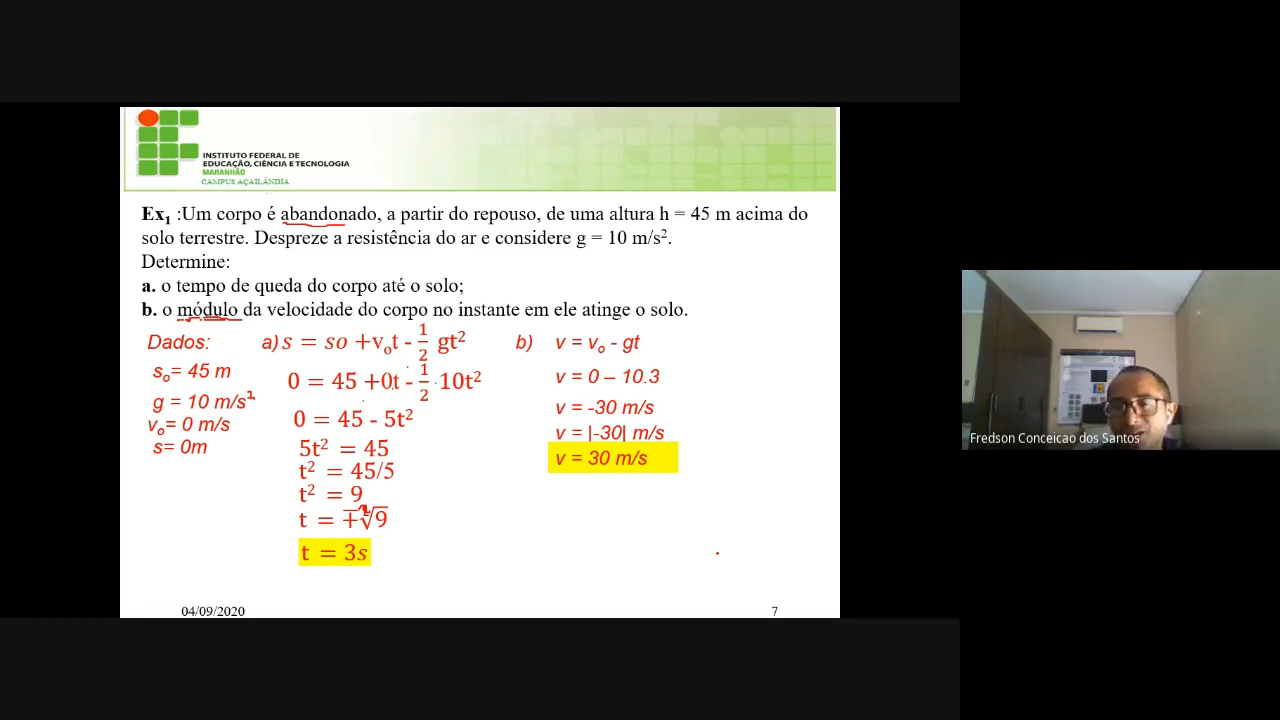 INSTITUTO FEDERAL DE
EDUCAÇÃO, CIÊNCIA E TECNOLOGIA
MARANHÃO
CAMPUS AÇAILÂNDIA
Ex₁ :Um corpo é abandonado, a partir do repouso, de uma altura h = 45 m acima do
solo terrestre. Despreze a resistência do ar e considere g = 10 m/s².
Determine:
a. o tempo de queda do corpo até o solo;
b. o módulo da velocidade do corpo no instante em ele atinge o solo.
Dados:
s₀= 45 m
g = 10 m/s²
v₀= 0 m/s
s= 0m
a) s = so +v₀t - 1/2 gt²
0 = 45 +0t - 1/2 .10t²
0 = 45 - 5t²
5t² = 45
t² = 45/5
t² = 9
t = ∓²√9
t = 3s
b) v = v₀ - gt
v = 0 – 10.3
v = -30 m/s
v = |-30| m/s
v = 30 m/s
04/09/2020
7
Fredson Conceicao dos Santos